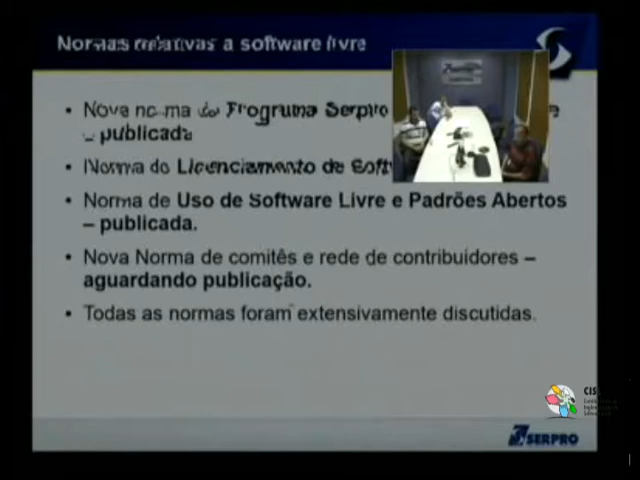 Normas relativas a software livre
• Nova norma do Programa Serpro
publicada
• Norma do Licenciamento de Soft
• Norma de Uso de Software Livre e Padrões Abertos
– publicada.
• Nova Norma de comitês e rede de contribuidores –
aguardando publicação.
• Todas as normas foram extensivamente discutidas.
CIS
SERPRO